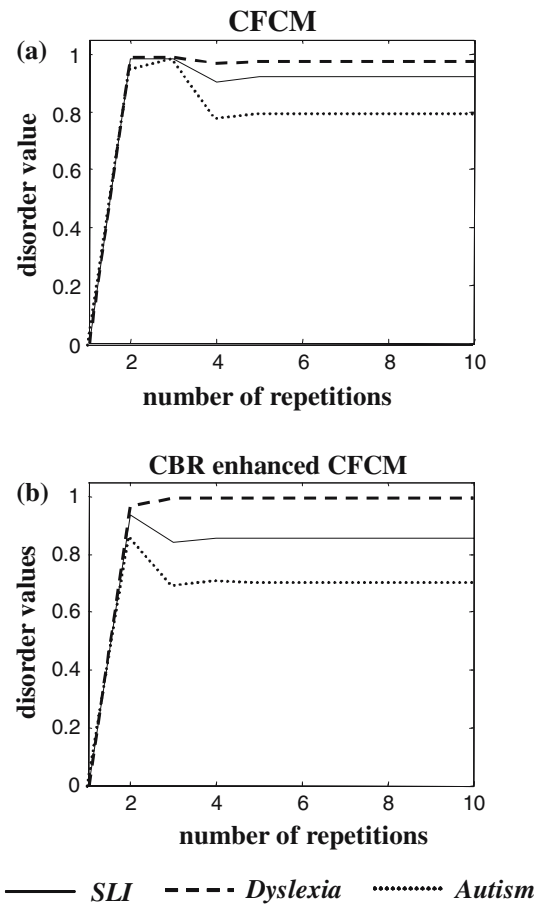 CFCM
(a)
1
0.8
0.6
0.4
0.2
0
disorder value
2 4 6 8 10
number of repetitions
CBR enhanced CFCM
(b)
1
0.8
0.6
0.4
0.2
0
disorder values
2 4 6 8 10
number of repetitions
SLI Dyslexia Autism